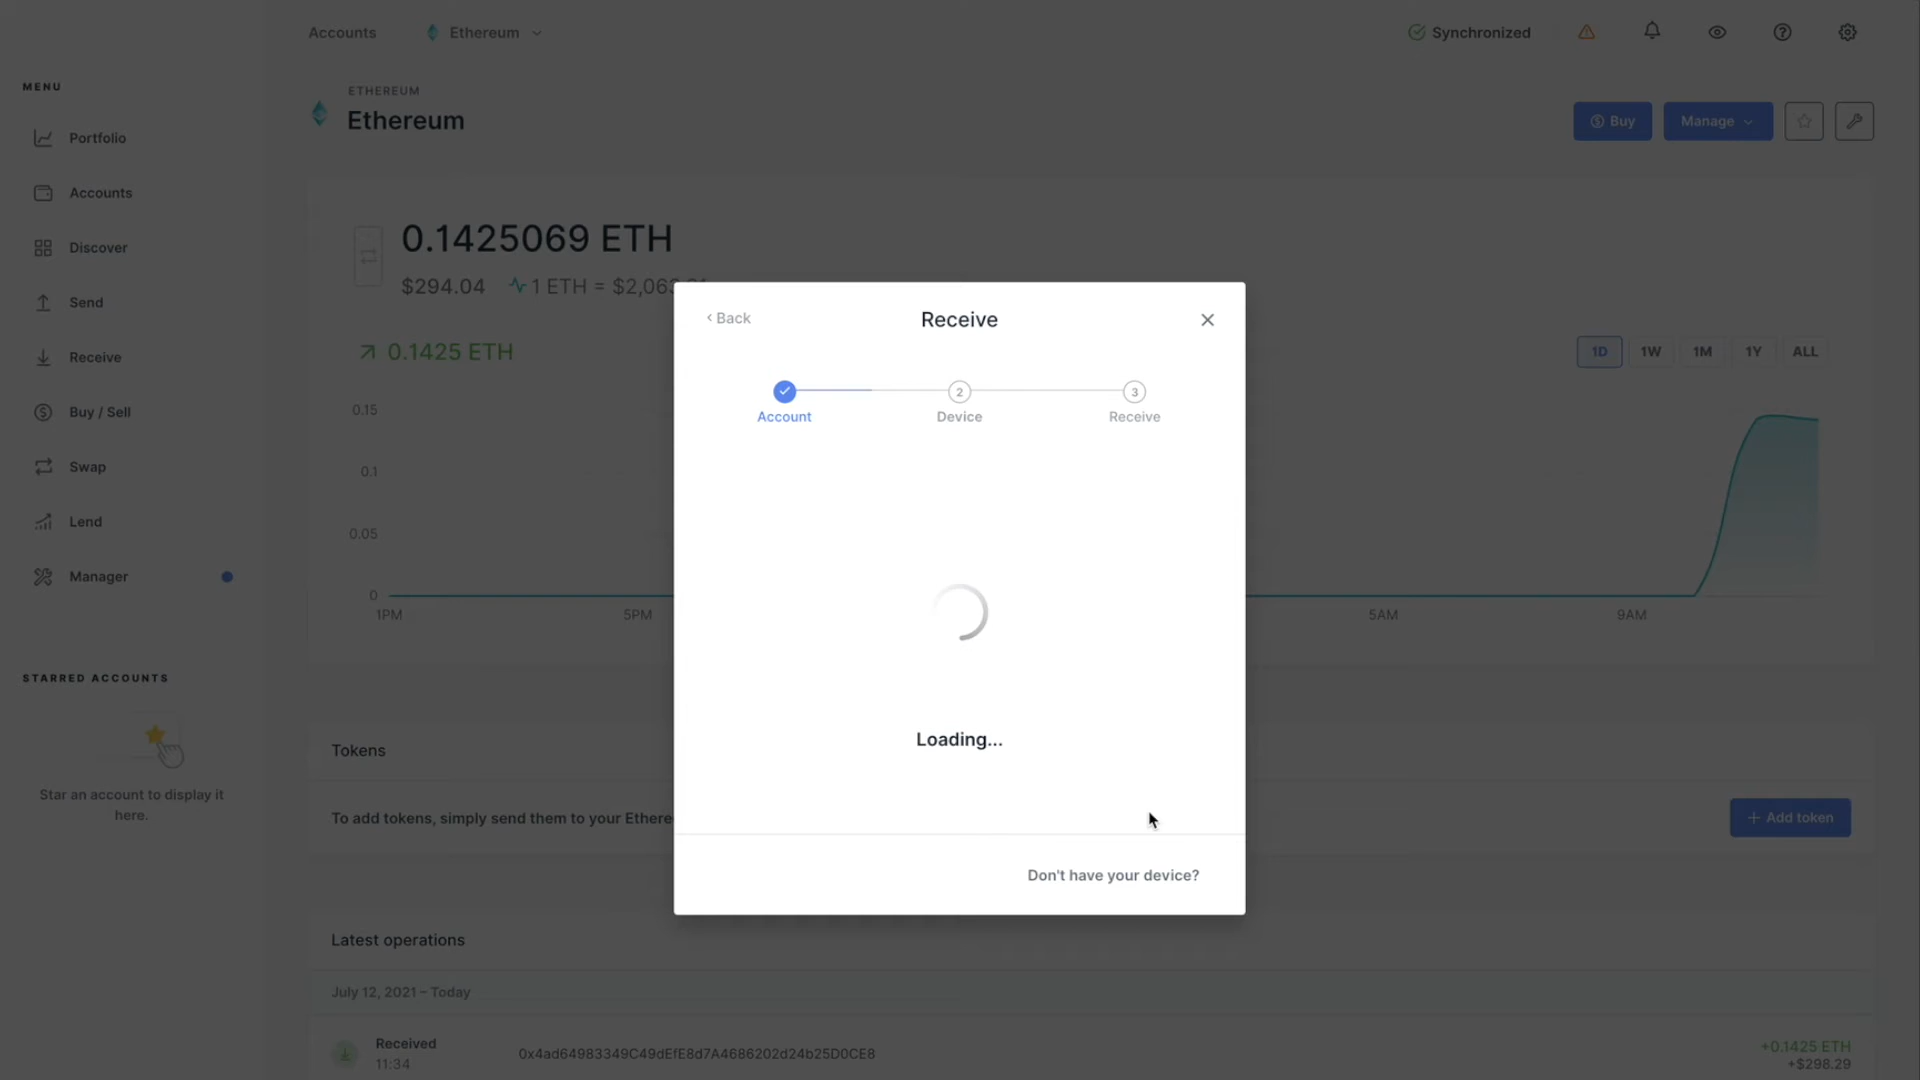 Accounts
Ethereum
Synchronized
MENU
Portfolio
Accounts
Discover
Send
Receive
Buy / Sell
Swap
Lend
Manager
STARRED ACCOUNTS
Star an account to display it
here.
ETHEREUM
Ethereum
Buy
Manage
0.1425069 ETH
$294.04
1 ETH = $2,063
0.1425 ETH
1D
1W
1M
1Y
ALL
0.15
0.1
0.05
0
1PM
5PM
5AM
9AM
Back
Receive
2
3
Account
Device
Receive
Loading...
Don't have your device?
Tokens
To add tokens, simply send them to your Ethere
+ Add token
Latest operations
July 12, 2021 – Today
Received
11:34
0x4ad64983349C49dEfE8d7A4686202d24b25D0CE8
+0.1425 ETH
+$298.29